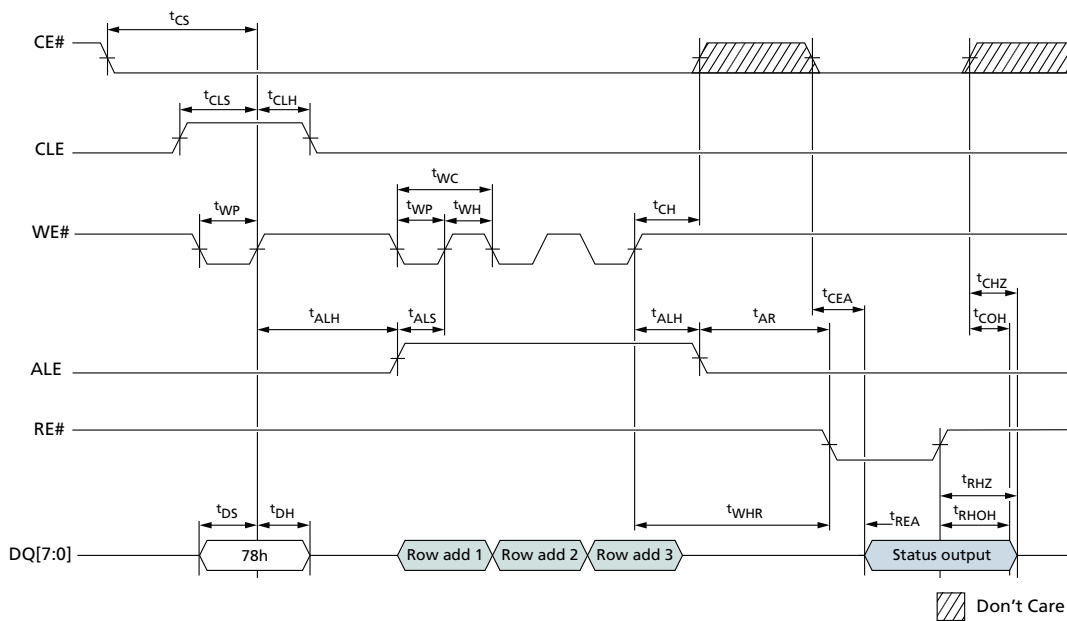 tCS
CE#
tCLS
tCLH
CLE
tWC
tWP
tWP
tWH
tCH
WE#
tCEA
tCHZ
tALH
tALS
tALH
tAR
tCOH
ALE
RE#
tRHZ
tDS
tDH
tWHR
tREA
tRHOH
DQ[7:0]
78h
Row add 1
Row add 2
Row add 3
Status output
Don't Care